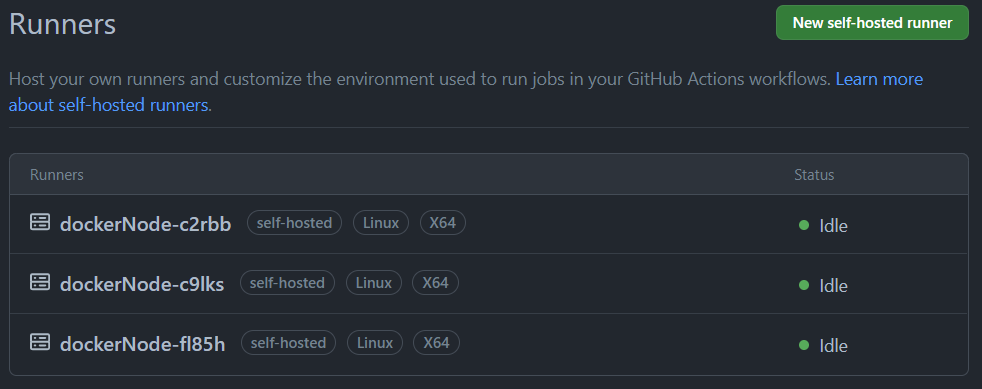 Runners
New self-hosted runner
Host your own runners and customize the environment used to run jobs in your GitHub Actions workflows. Learn more
about self-hosted runners.
Runners Status
dockerNode-c2rbb self-hosted Linux X64 Idle
dockerNode-c9lks self-hosted Linux X64 Idle
dockerNode-fl85h self-hosted Linux X64 Idle